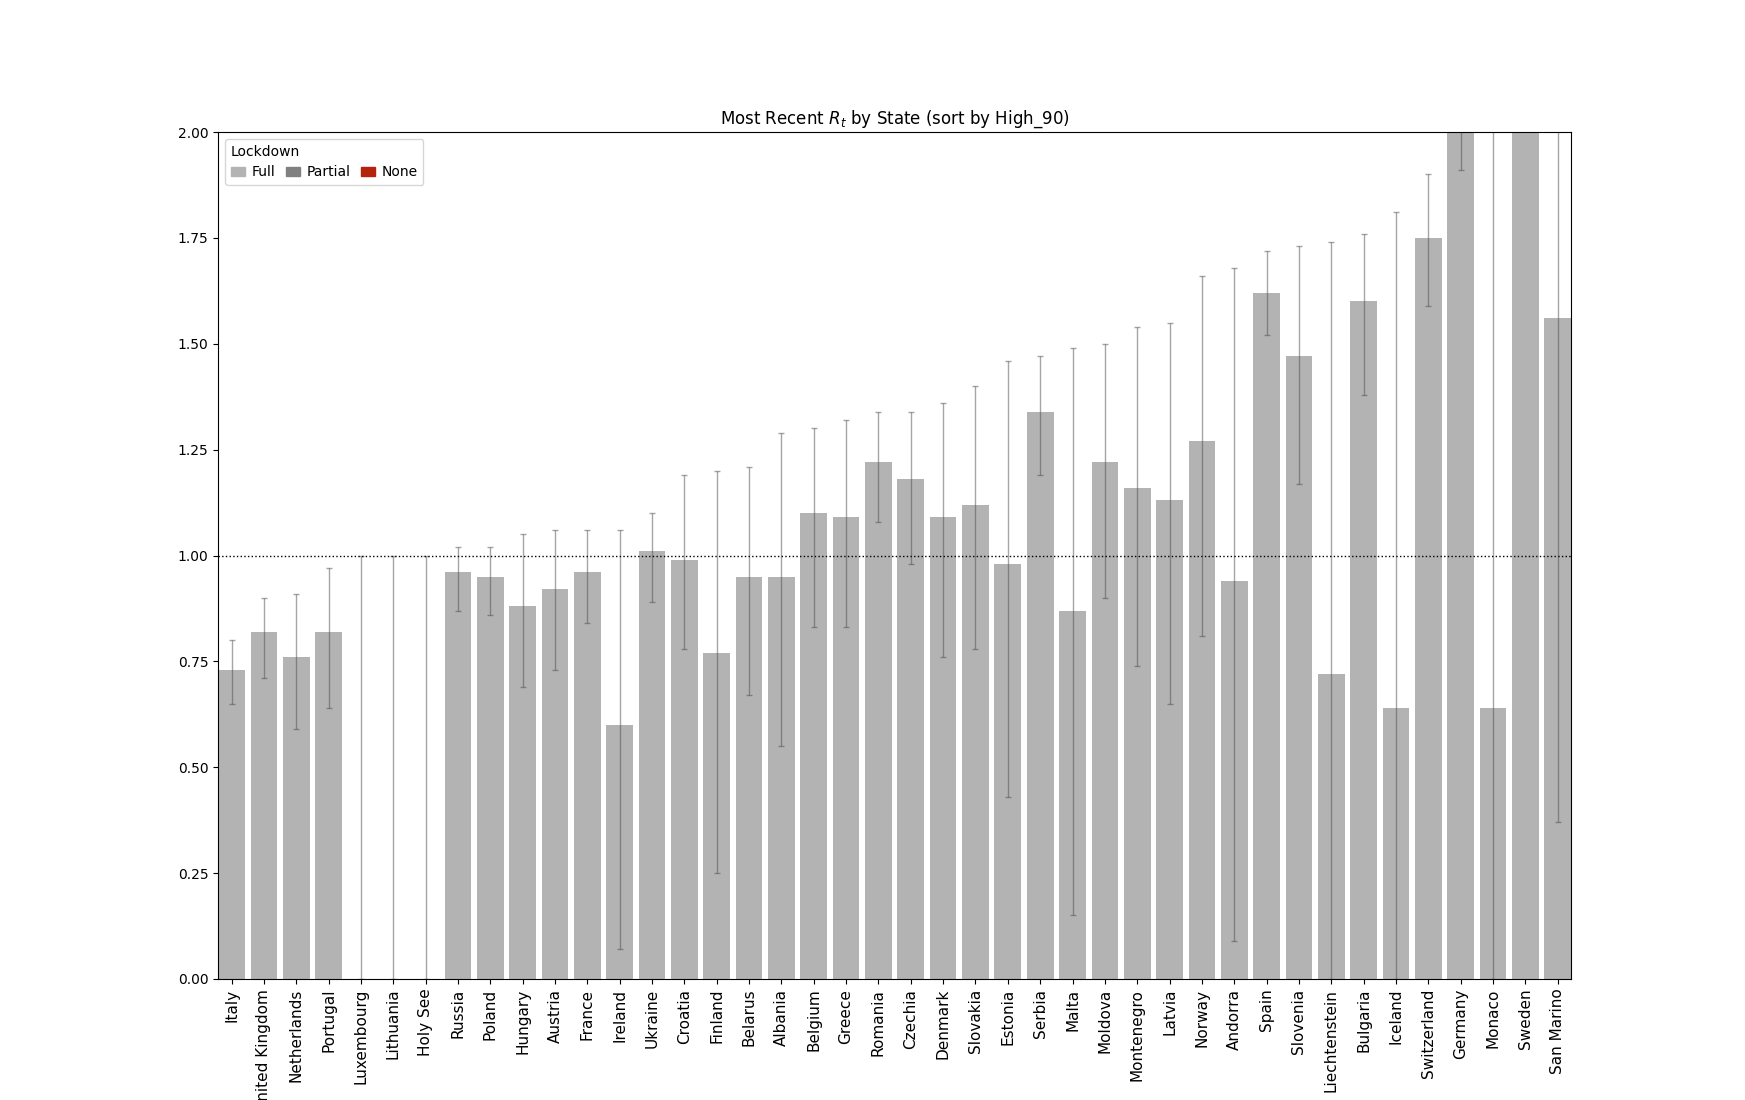 Most Recent R_t by State (sort by High_90)
Lockdown
Full Partial None
2.00
1.75
1.50
1.25
1.00
0.75
0.50
0.25
0.00
Italy
nited Kingdom
Netherlands
Portugal
Luxembourg
Lithuania
Holy See
Russia
Poland
Hungary
Austria
France
Ireland
Ukraine
Croatia
Finland
Belarus
Albania
Belgium
Greece
Romania
Czechia
Denmark
Slovakia
Estonia
Serbia
Malta
Moldova
Montenegro
Latvia
Norway
Andorra
Spain
Slovenia
Liechtenstein
Bulgaria
Iceland
Switzerland
Germany
Monaco
Sweden
San Marino